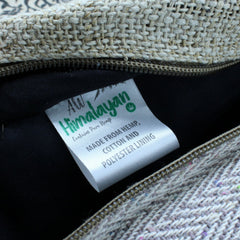 Himalayan
MADE FROM HEMP,
COTTON AND
POLYESTER LINING